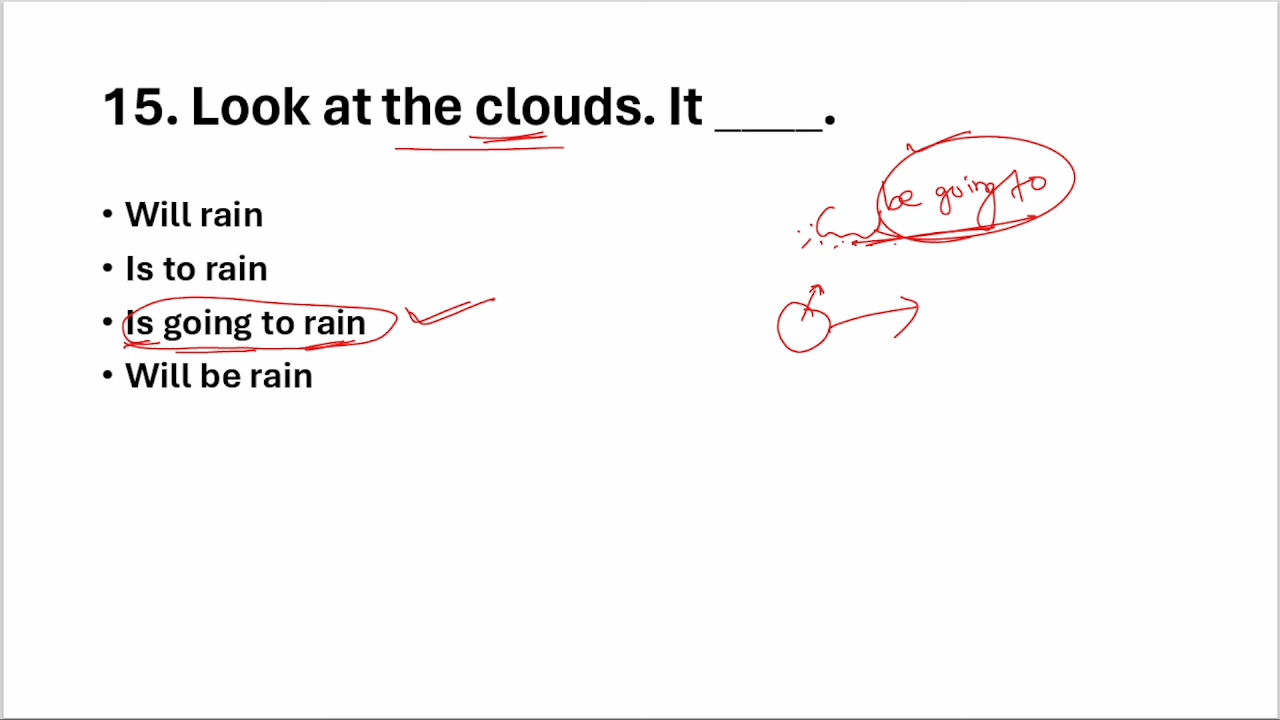 15. Look at the clouds. It ____.
be going to
• Will rain
• Is to rain
• Is going to rain
• Will be rain